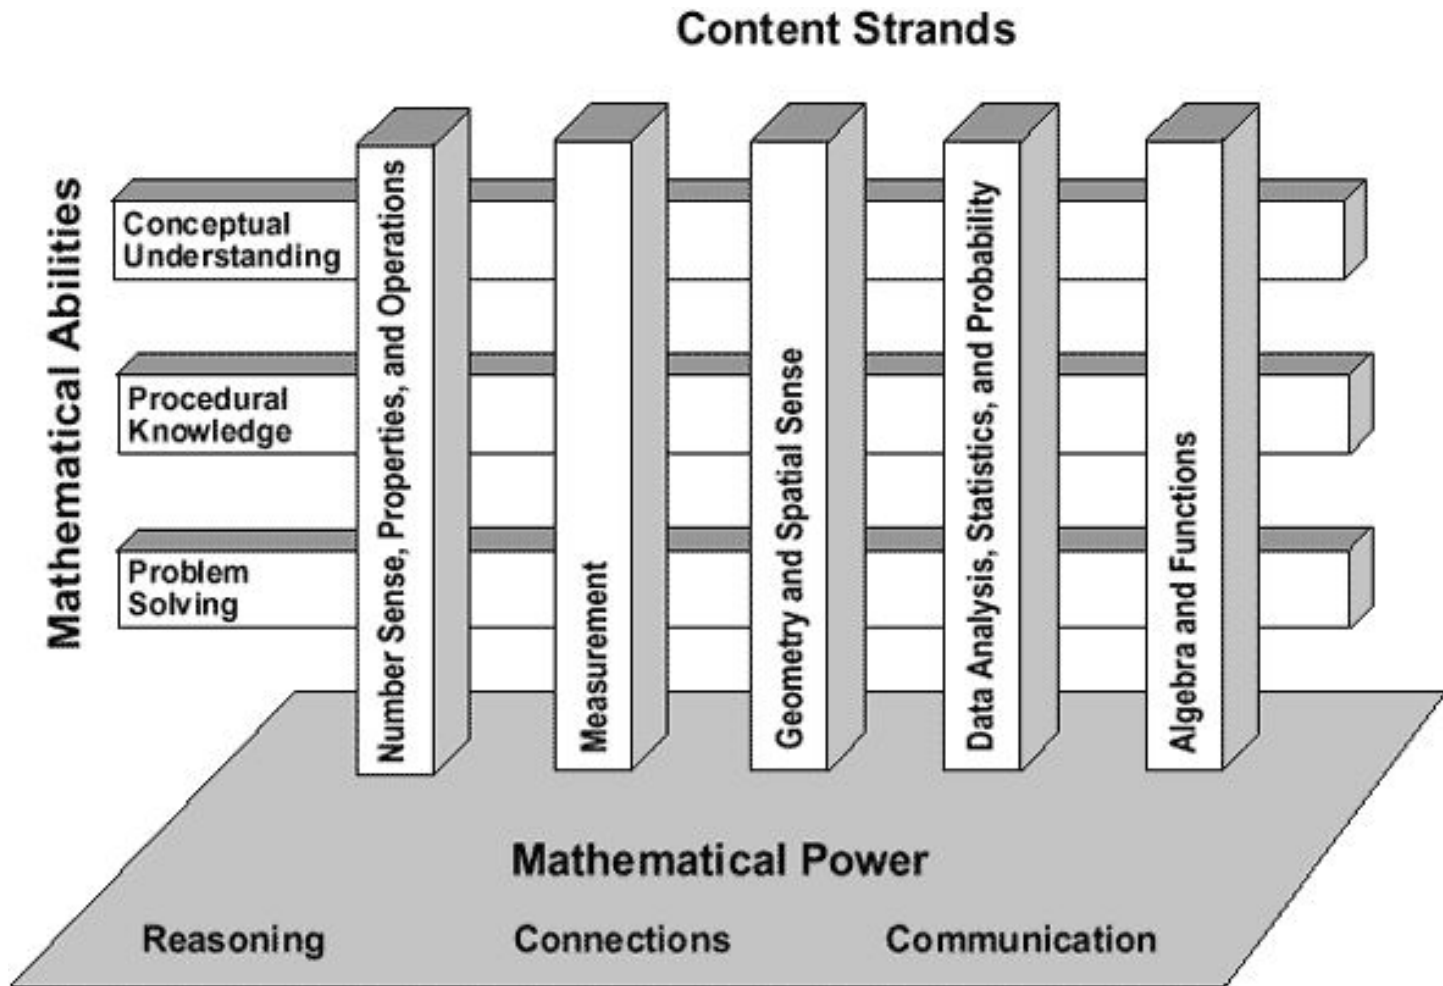 Content Strands
Mathematical Abilities
Conceptual
Understanding
Procedural
Knowledge
Problem
Solving
Number Sense, Properties, and Operations
Measurement
Geometry and Spatial Sense
Data Analysis, Statistics, and Probability
Algebra and Functions
Mathematical Power
Reasoning
Connections
Communication